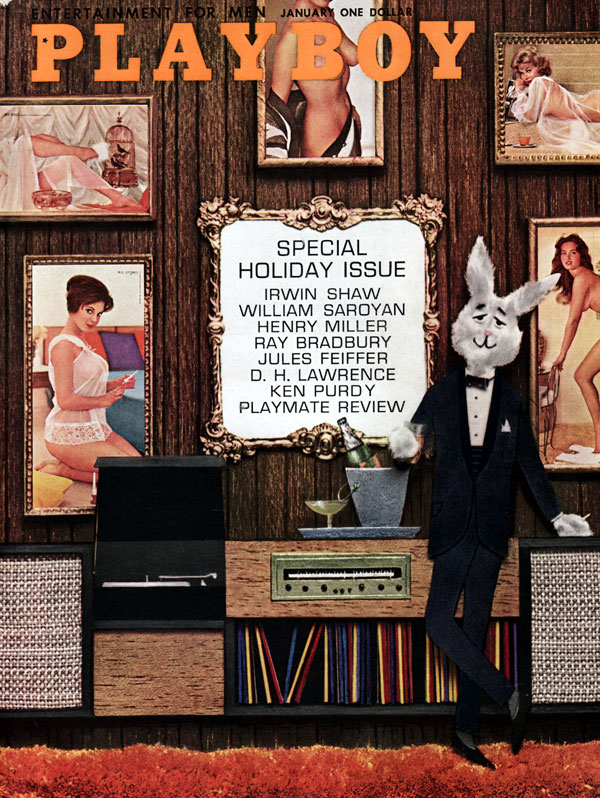 ENTERTAINMENT FOR MEN JANUARY ONE DOLLAR
PLAYBOY
SPECIAL
HOLIDAY ISSUE
IRWIN SHAW
WILLIAM SAROYAN
HENRY MILLER
RAY BRADBURY
JULES FEIFFER
D. H. LAWRENCE
KEN PURDY
PLAYMATE REVIEW